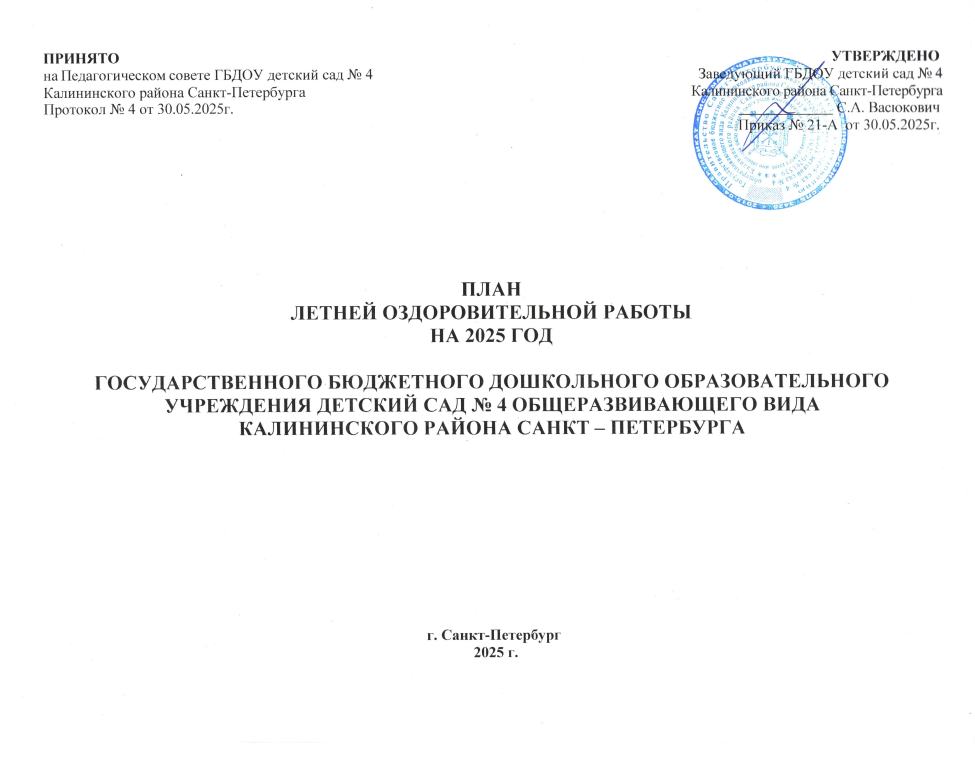 ПРИНЯТО
на Педагогическом совете ГБДОУ детский сад № 4
Калининского района Санкт-Петербурга
Протокол № 4 от 30.05.2025г.
УТВЕРЖДЕНО
Заведующий ГБДОУ детский сад № 4
Калининского района Санкт-Петербурга
С.А. Васюкович
Приказ № 21-А от 30.05.2025г.
ПЛАН
ЛЕТНЕЙ ОЗДОРОВИТЕЛЬНОЙ РАБОТЫ
НА 2025 ГОД
ГОСУДАРСТВЕННОГО БЮДЖЕТНОГО ДОШКОЛЬНОГО ОБРАЗОВАТЕЛЬНОГО
УЧРЕЖДЕНИЯ ДЕТСКИЙ САД № 4 ОБЩЕРАЗВИВАЮЩЕГО ВИДА
КАЛИНИНСКОГО РАЙОНА САНКТ – ПЕТЕРБУРГА
г. Санкт-Петербург
2025 г.